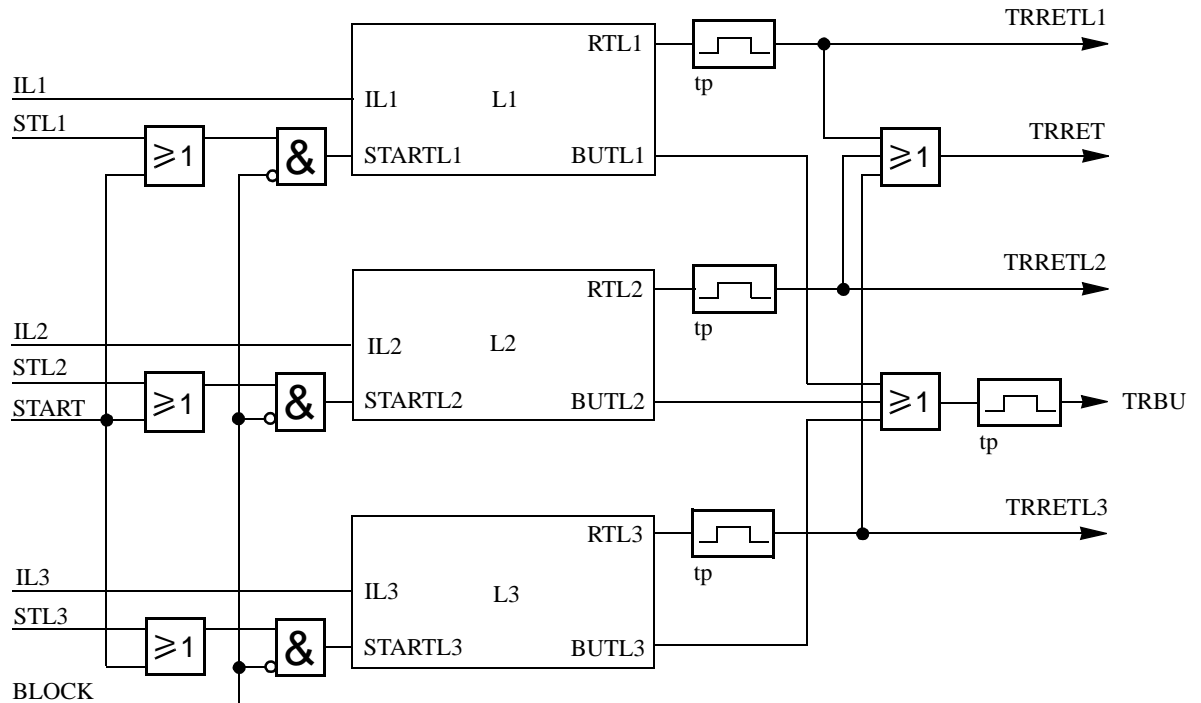 TRRETL1
RTL1
tp
IL1
IL1
L1
STL1
≥1
&
STARTL1
BUTL1
≥1
TRRET
TRRETL2
RTL2
tp
IL2
IL2
L2
STL2
≥1
&
STARTL2
BUTL2
≥1
TRBU
START
tp
TRRETL3
RTL3
tp
IL3
IL3
L3
STL3
≥1
&
STARTL3
BUTL3
BLOCK